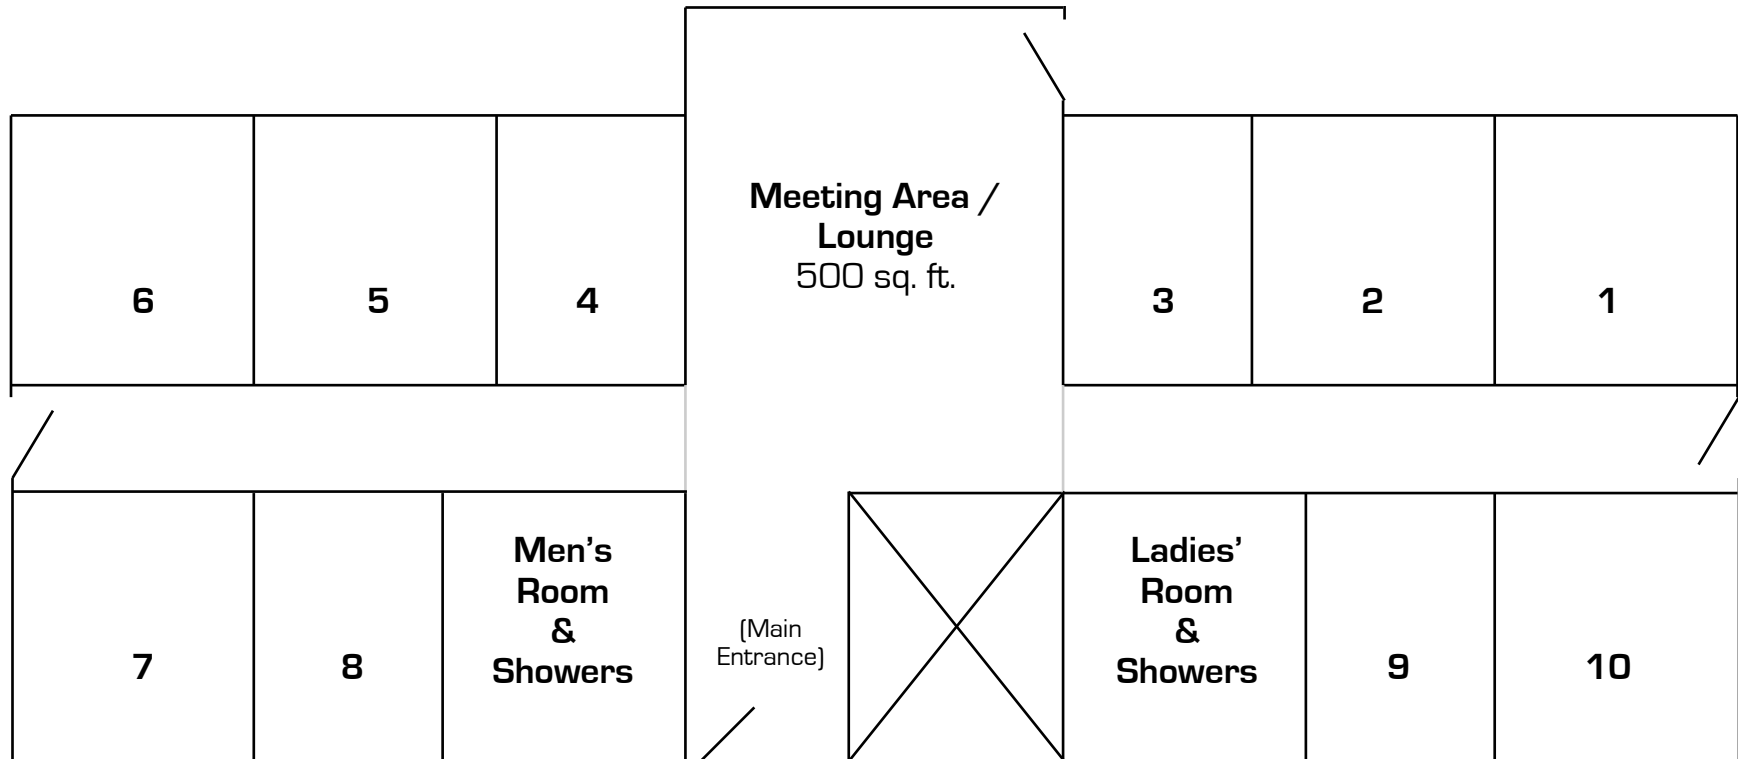 Meeting Area /
Lounge
500 sq. ft.
6
5
4
3
2
1
Men’s
Room
&
Showers
Ladies’
Room
&
Showers
(Main
Entrance)
7
8
9
10